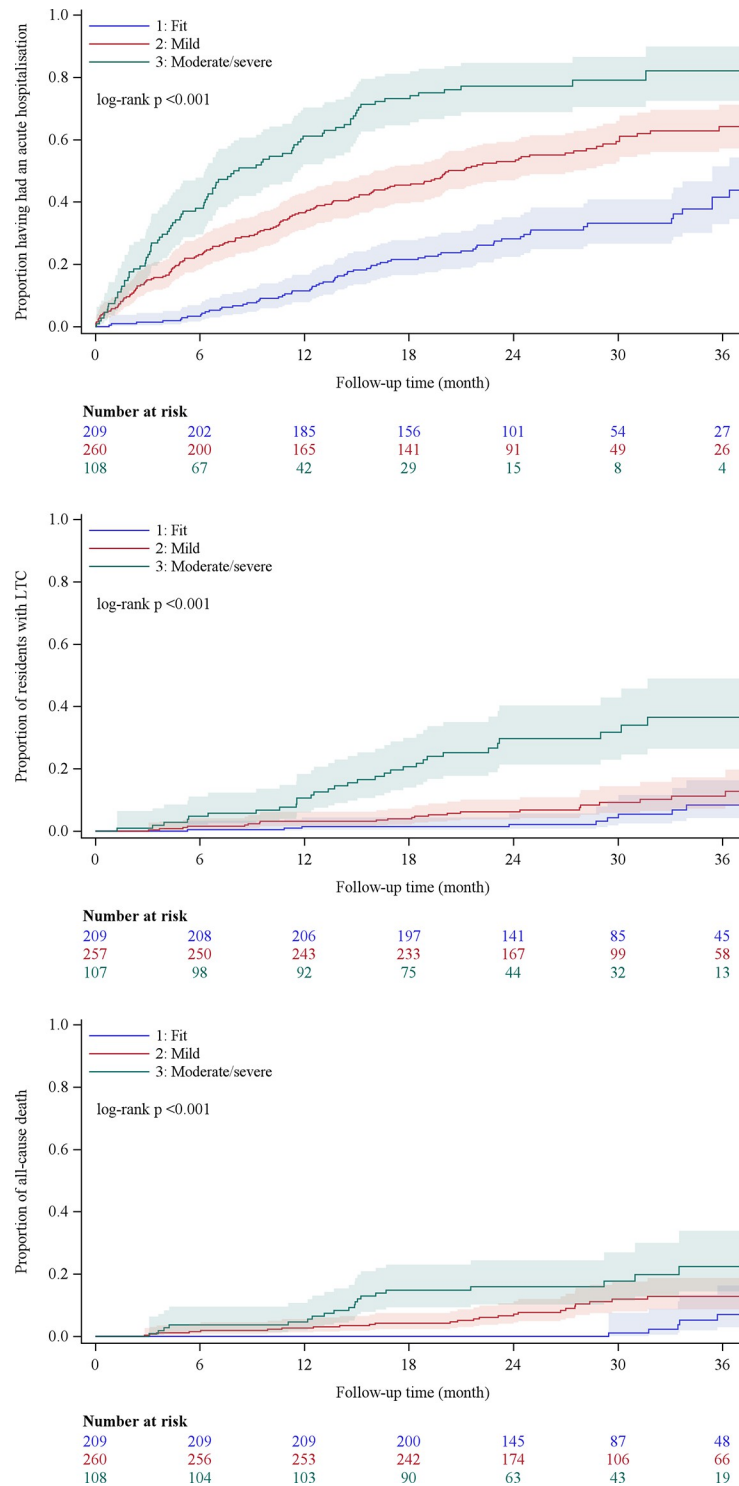 Proportion having had an acute hospitalisation
1.0
0.8
0.6
0.4
0.2
0.0
1: Fit
2: Mild
3: Moderate/severe
log-rank p <0.001
0 6 12 18 24 30 36
Follow-up time (month)
Number at risk
209 202 185 156 101 54 27
260 200 165 141 91 49 26
108 67 42 29 15 8 4
Proportion of residents with LTC
1.0
0.8
0.6
0.4
0.2
0.0
1: Fit
2: Mild
3: Moderate/severe
log-rank p <0.001
0 6 12 18 24 30 36
Follow-up time (month)
Number at risk
209 208 206 197 141 85 45
257 250 243 233 167 99 58
107 98 92 75 44 32 13
Proportion of all-cause death
1.0
0.8
0.6
0.4
0.2
0.0
1: Fit
2: Mild
3: Moderate/severe
log-rank p <0.001
0 6 12 18 24 30 36
Follow-up time (month)
Number at risk
209 209 209 200 145 87 48
260 256 253 242 174 106 66
108 104 103 90 63 43 19